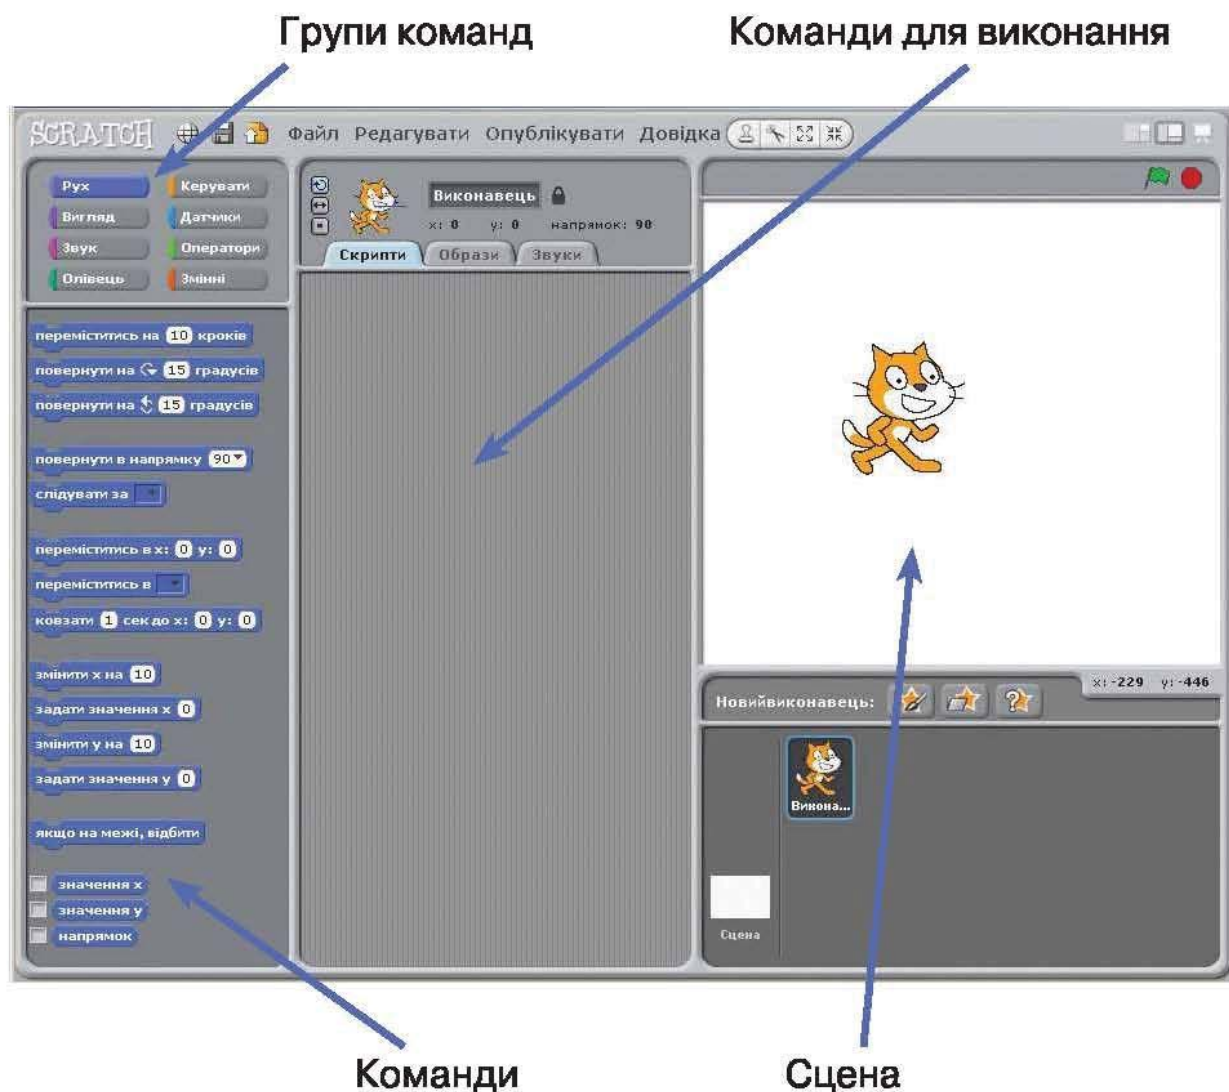 Групи команд
Команди для виконання
SCRATCH
Файл Редагувати Опублікувати Довідка
Рух
Керувати
Вигляд
Датчики
Звук
Оператори
Олівець
Змінні
Виконавець
x: 0 y: 0 напрямок: 90
Скрипти Образи Звуки
переміститись на 10 кроків
повернути на 15 градусів
повернути на 15 градусів
повернути в напрямку 90
слідувати за
переміститись в x: 0 y: 0
переміститись в
ковзати 1 сек до x: 0 y: 0
змінити x на 10
задати значення x 0
змінити y на 10
задати значення y 0
якщо на межі, відбити
значення x
значення y
напрямок
x: -229 y: -446
Новийвиконавець:
Викона...
Сцена
Команди
Сцена